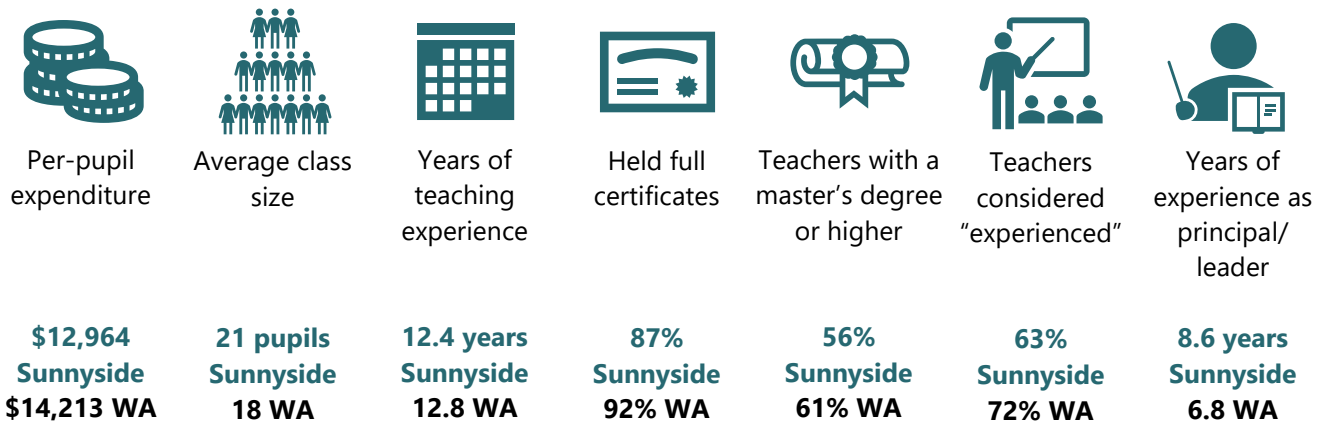 Per-pupil
expenditure
$12,964
Sunnyside
$14,213 WA
Average class
size
21 pupils
Sunnyside
18 WA
Years of
teaching
experience
12.4 years
Sunnyside
12.8 WA
Held full
certificates
87%
Sunnyside
92% WA
Teachers with a
master's degree
or higher
56%
Sunnyside
61% WA
Teachers
considered
"experienced"
63%
Sunnyside
72% WA
Years of
experience as
principal/
leader
8.6 years
Sunnyside
6.8 WA